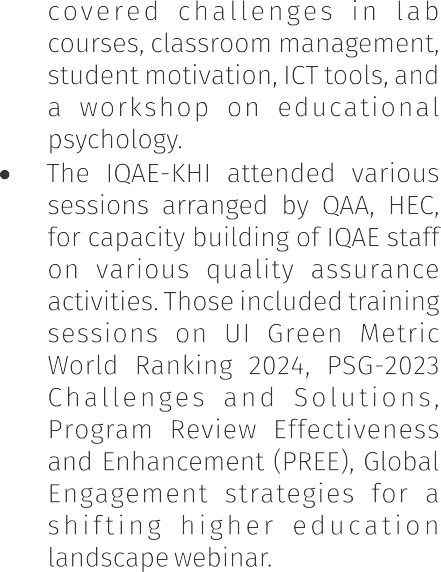 covered challenges in lab
courses, classroom management,
student motivation, ICT tools, and
a workshop on educational
psychology.
• The IQAE-KHI attended various
sessions arranged by QAA, HEC,
for capacity building of IQAE staff
on various quality assurance
activities. Those included training
sessions on UI Green Metric
World Ranking 2024, PSG-2023
Challenges and Solutions,
Program Review Effectiveness
and Enhancement (PREE), Global
Engagement strategies for a
shifting higher education
landscape webinar.